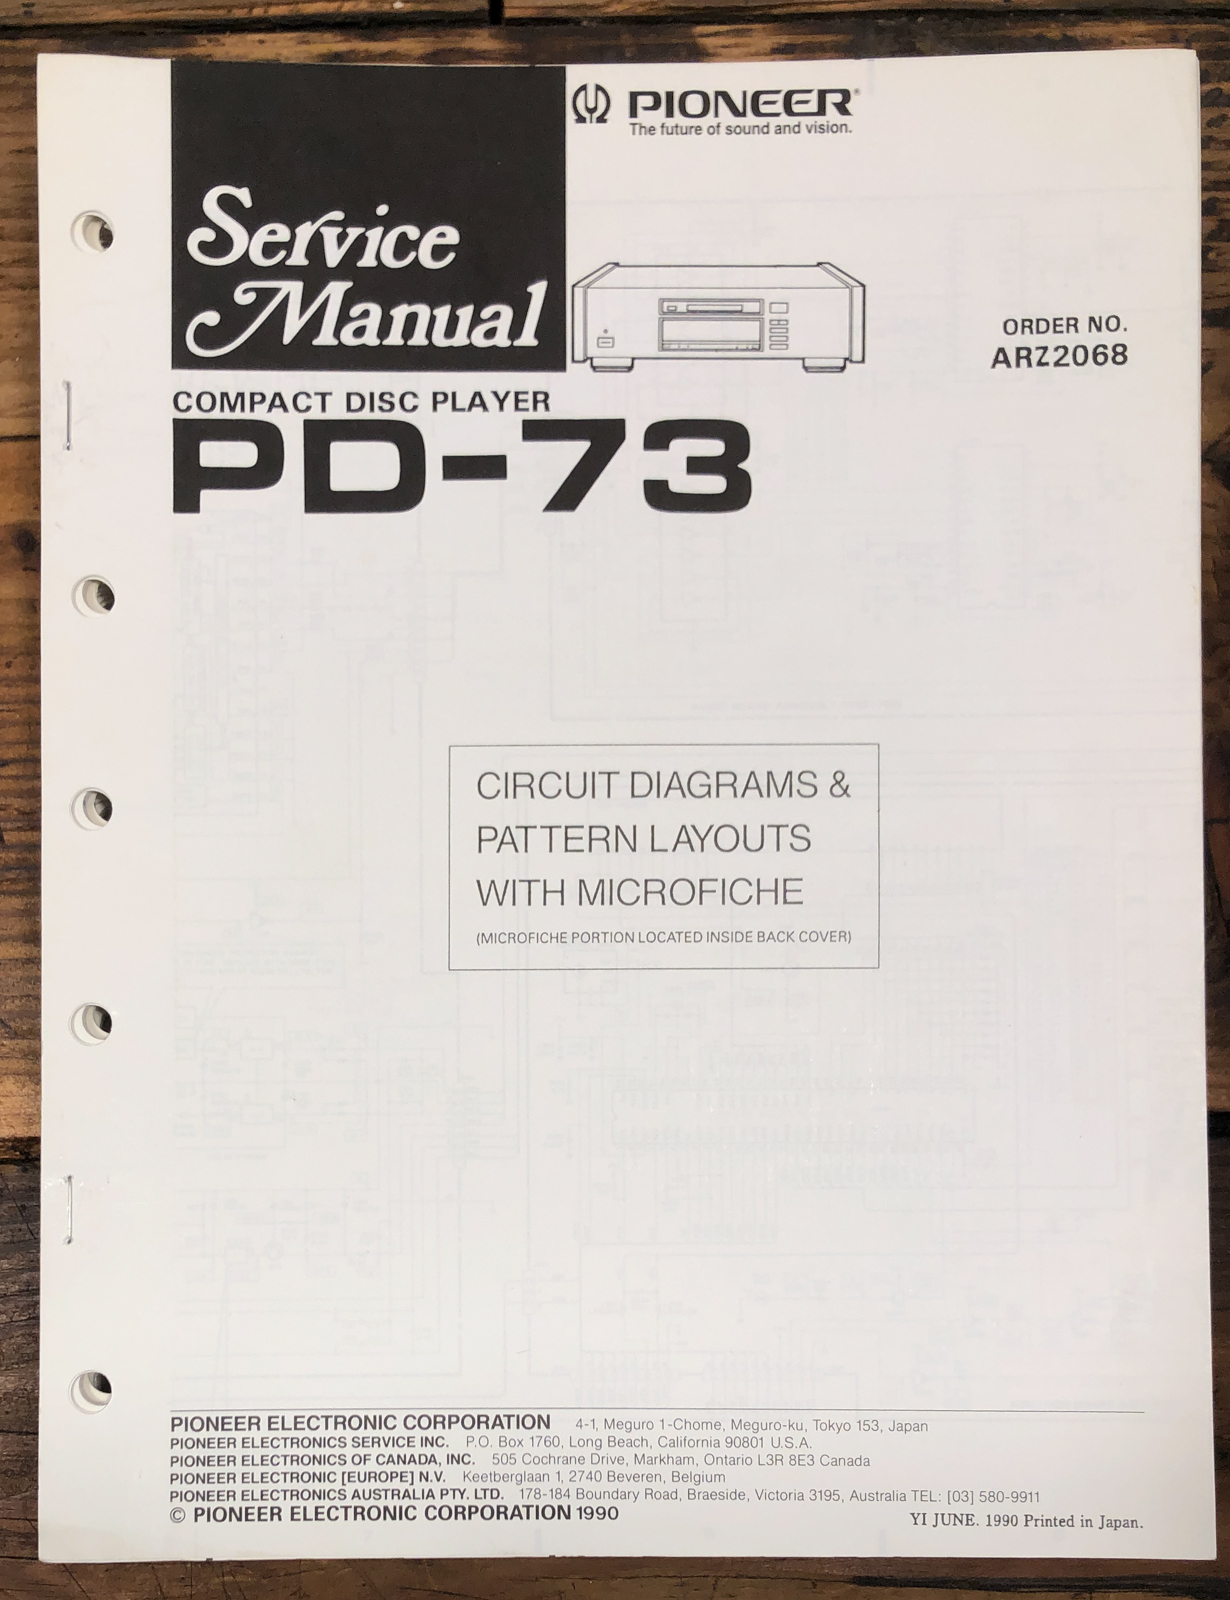 PIONEER®
The future of sound and vision.
Service
Manual
ORDER NO.
ARZ2068
COMPACT DISC PLAYER
PD-73
CIRCUIT DIAGRAMS &
PATTERN LAYOUTS
WITH MICROFICHE
(MICROFICHE PORTION LOCATED INSIDE BACK COVER)
PIONEER ELECTRONIC CORPORATION 4-1, Meguro 1-Chome, Meguro-ku, Tokyo 153, Japan
PIONEER ELECTRONICS SERVICE INC. P.O. Box 1760, Long Beach, California 90801 U.S.A.
PIONEER ELECTRONICS OF CANADA, INC. 505 Cochrane Drive, Markham, Ontario L3R 8E3 Canada
PIONEER ELECTRONIC [EUROPE] N.V. Keetberglaan 1, 2740 Beveren, Belgium
PIONEER ELECTRONICS AUSTRALIA PTY. LTD. 178-184 Boundary Road, Braeside, Victoria 3195, Australia TEL: [03] 580-9911
© PIONEER ELECTRONIC CORPORATION 1990
YI JUNE. 1990 Printed in Japan.